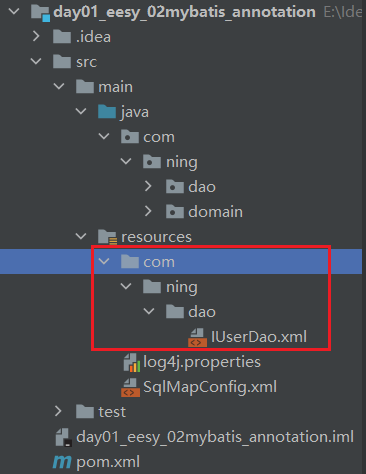 day01_eesy_02mybatis_annotation E:\Ide
.idea
src
main
java
com
ning
dao
domain
resources
com
ning
dao
IUserDao.xml
log4j.properties
SqlMapConfig.xml
test
day01_eesy_02mybatis_annotation.iml
pom.xml